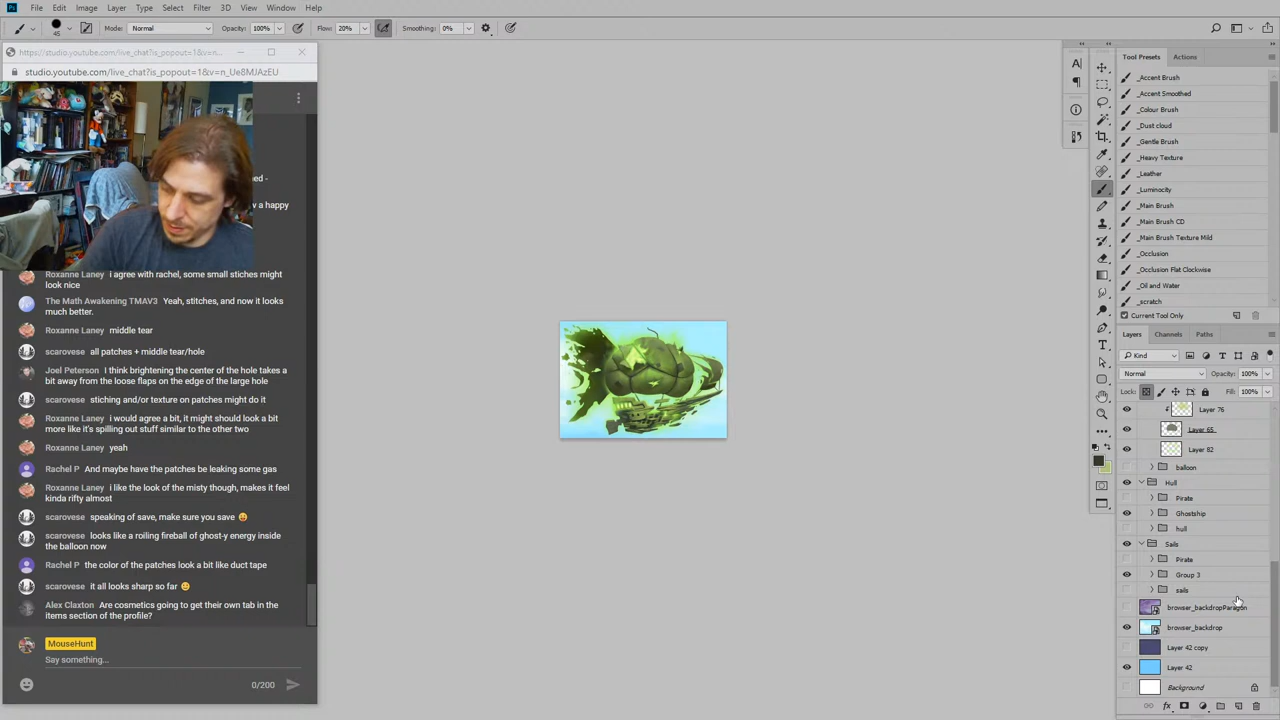 Ps File Edit Image Layer Type Select Filter 3D View Window Help
45 Mode: Normal Opacity: 100% Flow: 20% Smoothing: 0%
https://studio.youtube.com/live_chat?is_popout=1&v=n...
studio.youtube.com/live_chat?is_popout=1&v=n_Ue8MJAzEU
ed -
v a happy
Roxanne Laney i agree with rachel, some small stiches might
look nice
The Math Awakening TMAV3 Yeah, stitches, and now it looks
much better.
Roxanne Laney middle tear
scarovese all patches + middle tear/hole
Joel Peterson I think brightening the center of the hole takes a
bit away from the loose flaps on the edge of the large hole
scarovese stiching and/or texture on patches might do it
Roxanne Laney i would agree a bit, it might should look a bit
more like it's spilling out stuff similar to the other two
Roxanne Laney yeah
Rachel P And maybe have the patches be leaking some gas
Roxanne Laney i like the look of the misty though, makes it feel
kinda rifty almost
scarovese speaking of save, make sure you save
scarovese looks like a roiling fireball of ghost-y energy inside
the balloon now
Rachel P the color of the patches look a bit like duct tape
scarovese it all looks sharp so far
Alex Claxton Are cosmetics going to get their own tab in the
items section of the profile?
MouseHunt
Say something...
0/200
Tool Presets Actions
_Accent Brush
_Accent Smoothed
_Colour Brush
_Dust cloud
_Gentle Brush
_Heavy Texture
_Leather
_Luminocity
_Main Brush
_Main Brush CD
_Main Brush Texture Mild
_Occlusion
_Occlusion Flat Clockwise
_Oil and Water
_scratch
Current Tool Only
Layers Channels Paths
Kind
Normal Opacity: 100%
Lock: Fill: 100%
Layer 76
Layer 65
Layer 82
balloon
Hull
Pirate
Ghostship
hull
Sails
Pirate
Group 3
sails
browser_backdropParagon
browser_backdrop
Layer 42 copy
Layer 42
Background
fx